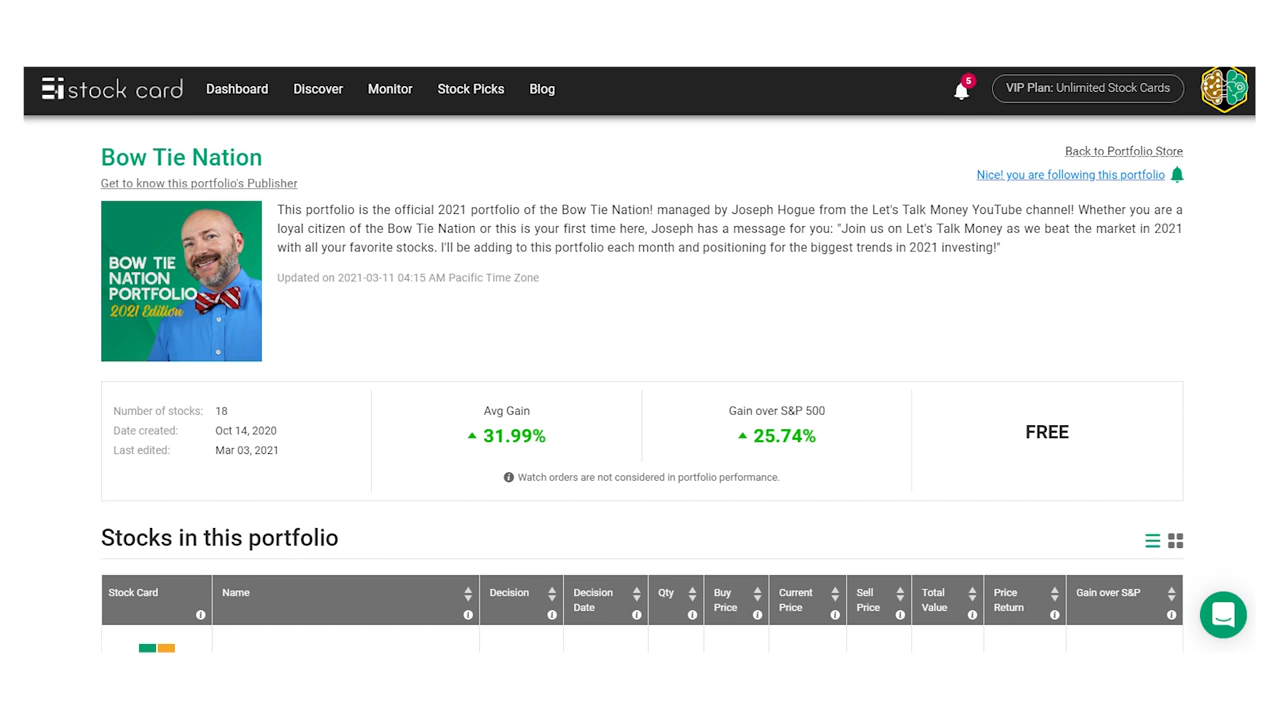 stock card
Dashboard
Discover
Monitor
Stock Picks
Blog
5
VIP Plan: Unlimited Stock Cards
Bow Tie Nation
Back to Portfolio Store
Get to know this portfolio's Publisher
Nice! you are following this portfolio
BOW TIE
NATION
PORTFOLIO
2021 Edition
This portfolio is the official 2021 portfolio of the Bow Tie Nation! managed by Joseph Hogue from the Let's Talk Money YouTube channel! Whether you are a
loyal citizen of the Bow Tie Nation or this is your first time here, Joseph has a message for you: "Join us on Let's Talk Money as we beat the market in 2021
with all your favorite stocks. I'll be adding to this portfolio each month and positioning for the biggest trends in 2021 investing!"
Updated on 2021-03-11 04:15 AM Pacific Time Zone
Number of stocks: 18
Date created: Oct 14, 2020
Last edited: Mar 03, 2021
Avg Gain
31.99%
Gain over S&P 500
25.74%
Watch orders are not considered in portfolio performance.
FREE
Stocks in this portfolio
Stock Card
Name
Decision
Decision
Date
Qty
Buy
Price
Current
Price
Sell
Price
Total
Value
Price
Return
Gain over S&P